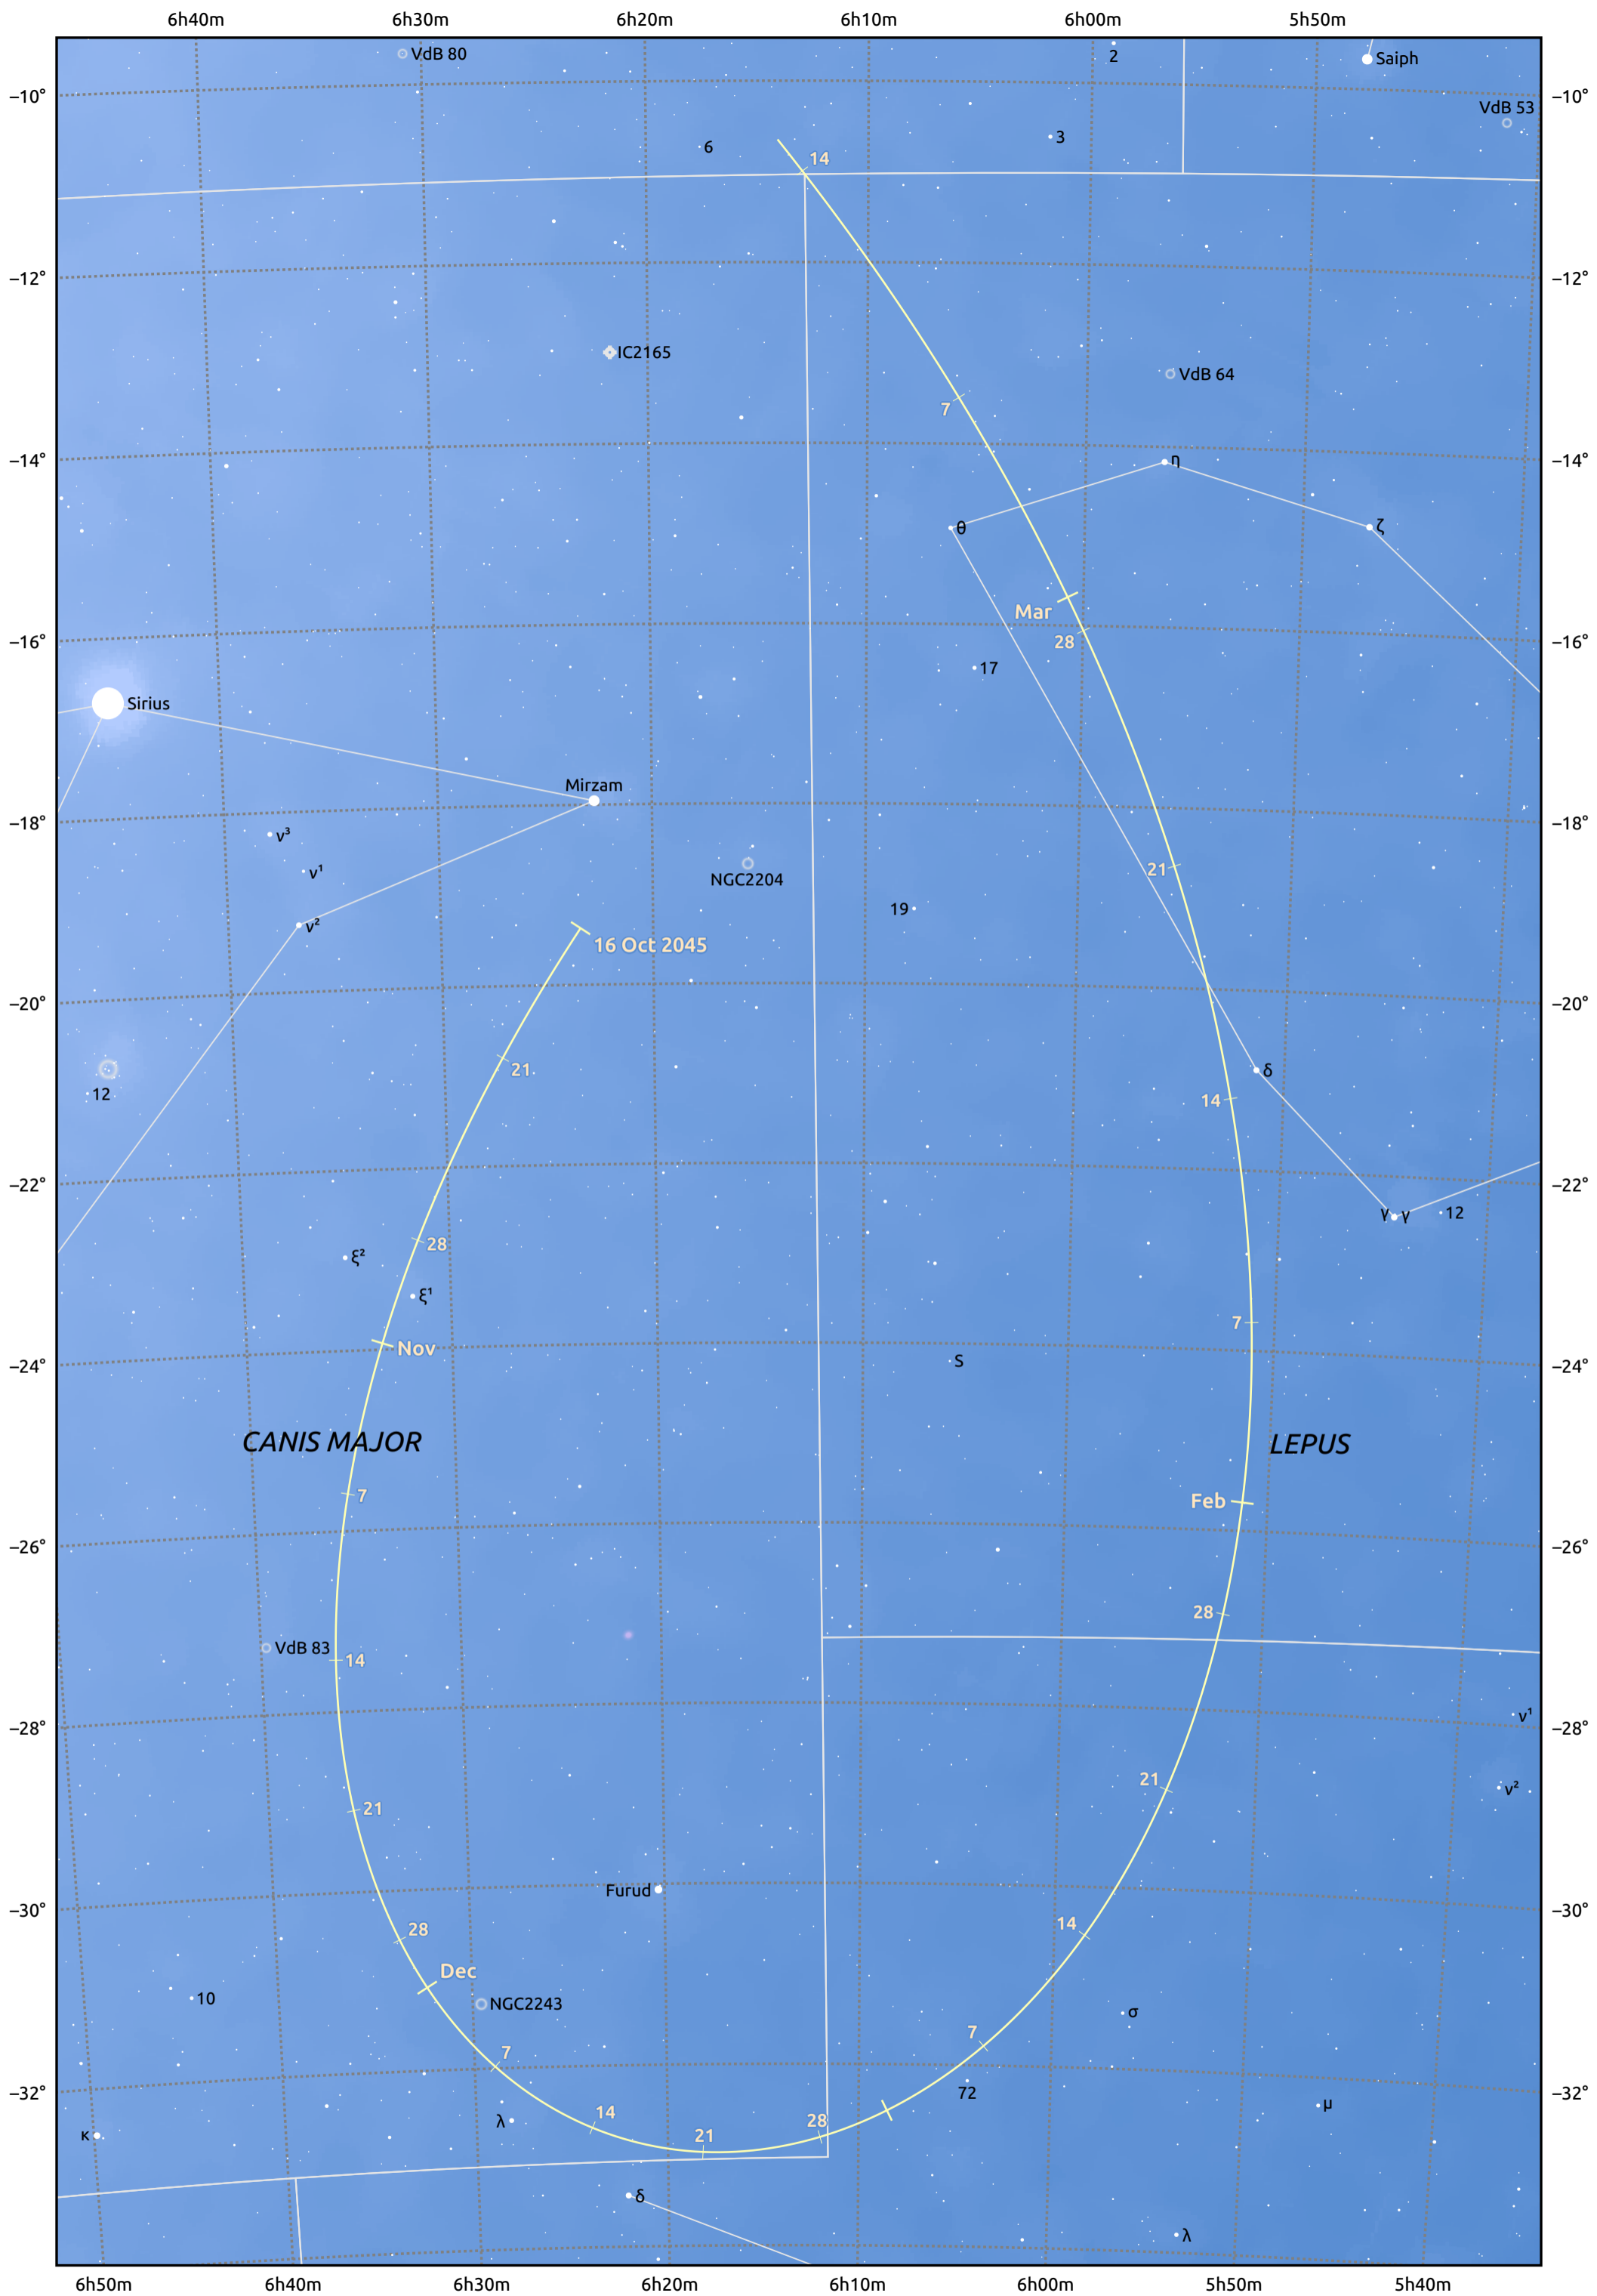 6h40m 6h30m 6h20m 6h10m 6h00m 5h50m
VdB 80
2
Saiph
−10° −10°
VdB 53
3
6
14
−12° −12°
IC2165
VdB 64
7
−14° −14°
η
θ
ζ
Mar
−16° −16°
28
17
Sirius
Mirzam
−18° −18°
ν³
ν¹
21
NGC2204
19
ν²
16 Oct 2045
−20° −20°
21
δ
12
14
−22° −22°
γ γ 12
28
ξ²
ξ¹
7
Nov
S
−24° −24°
CANIS MAJOR
LEPUS
7
Feb
−26° −26°
28
VdB 83
14
ν¹
−28° −28°
21
ν²
21
Furud
−30° −30°
14
28
Dec
10
NGC2243
σ
7
7
−32° −32°
72
μ
14
λ
28
21
κ
δ
λ
6h50m 6h40m 6h30m 6h20m 6h10m 6h00m 5h50m 5h40m